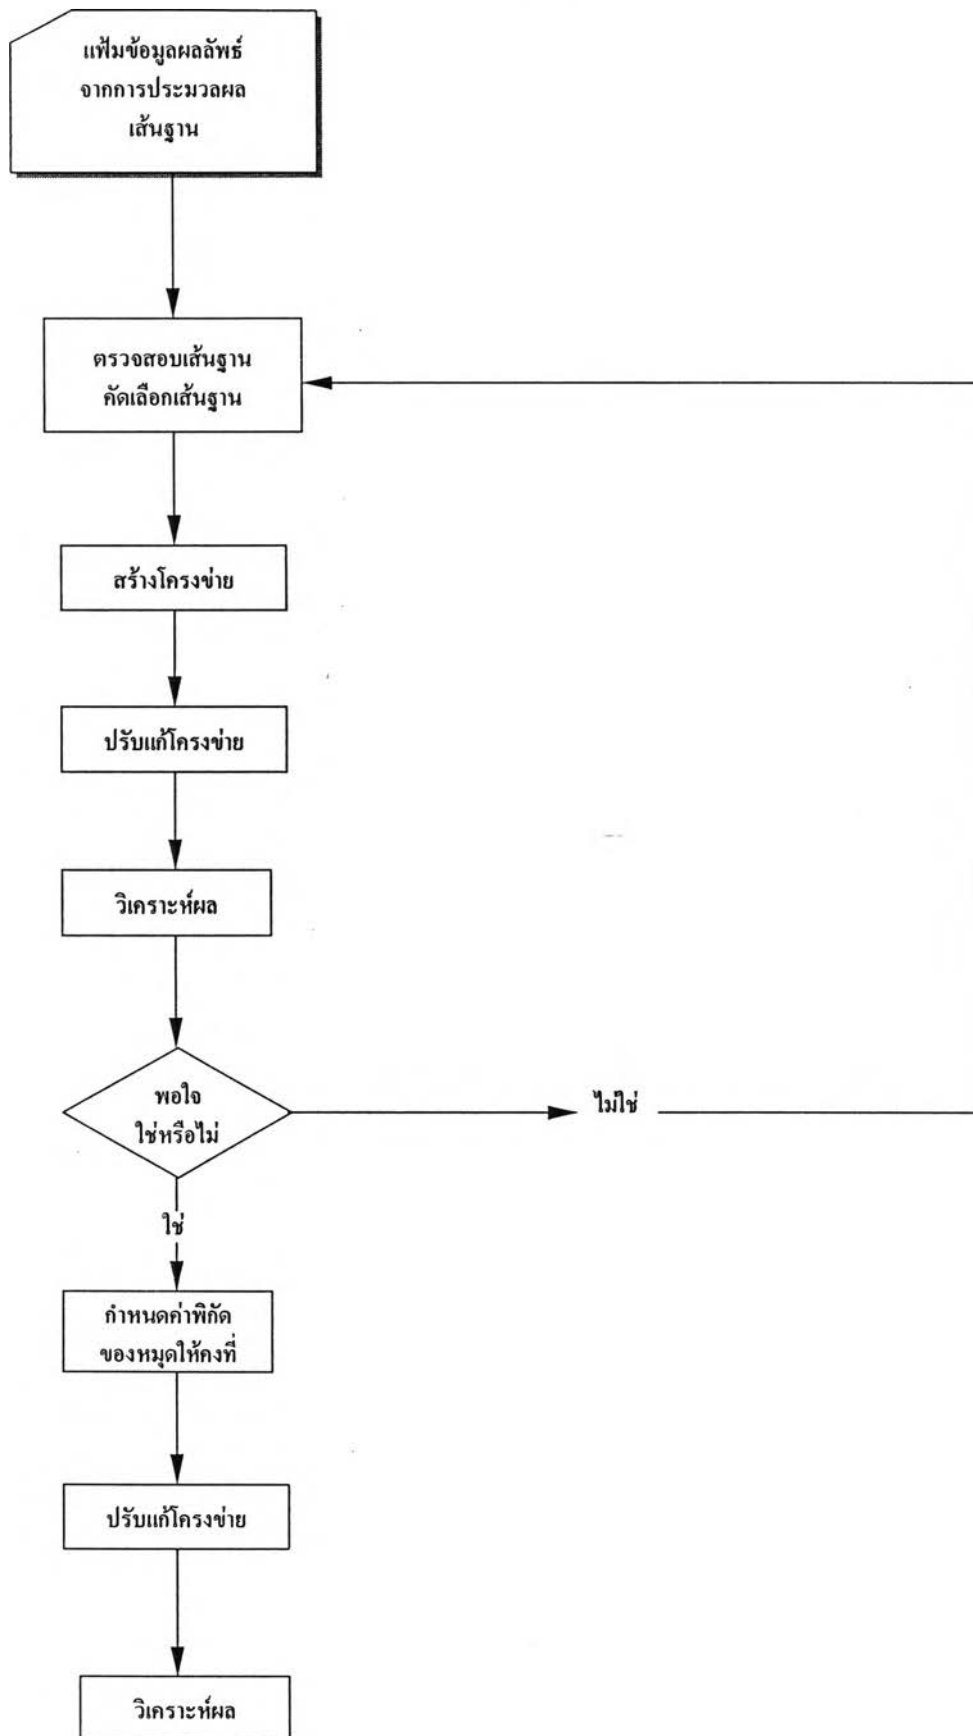 แฟ้มข้อมูลผลลัพธ์
จากการประมวลผล
เส้นฐาน
ตรวจสอบเส้นฐาน
คัดเลือกเส้นฐาน
สร้างโครงข่าย
ปรับแก้โครงข่าย
วิเคราะห์ผล
พอใจ
ใช่หรือไม่
ไม่ใช่
ใช่
กำหนดค่าพิกัด
ของหมุดให้คงที่
ปรับแก้โครงข่าย
วิเคราะห์ผล